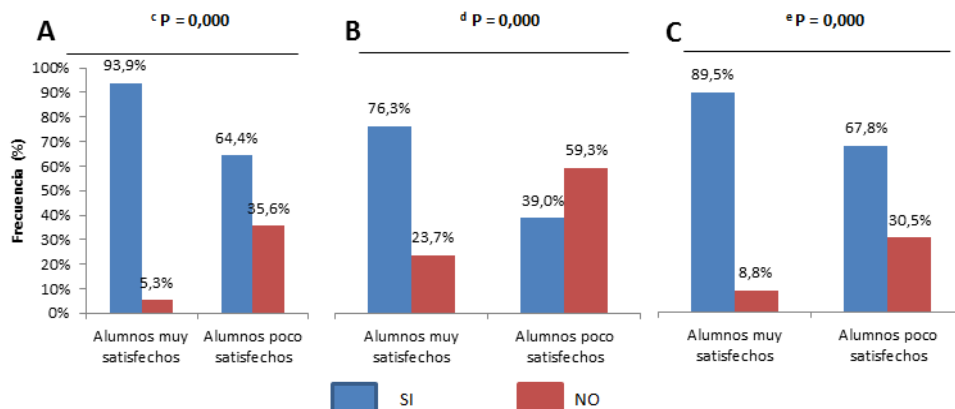 A
ᶜ P = 0,000
B
ᵈ P = 0,000
C
ᵉ P = 0,000
Frecuencia (%)
100%
90%
80%
70%
60%
50%
40%
30%
20%
10%
0%
93,9%
5,3%
64,4%
35,6%
Alumnos muy
satisfechos
Alumnos poco
satisfechos
76,3%
23,7%
39,0%
59,3%
Alumnos muy
satisfechos
Alumnos poco
satisfechos
89,5%
8,8%
67,8%
30,5%
Alumnos muy
satisfechos
Alumnos poco
satisfechos
SI
NO